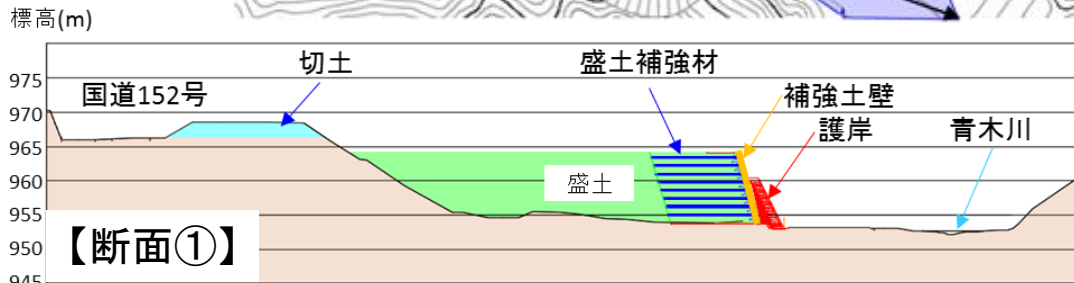 標高(m)
975
970
965
960
955
950
945
国道152号
切土
盛土補強材
補強土壁
護岸
青木川
盛土
【断面①】